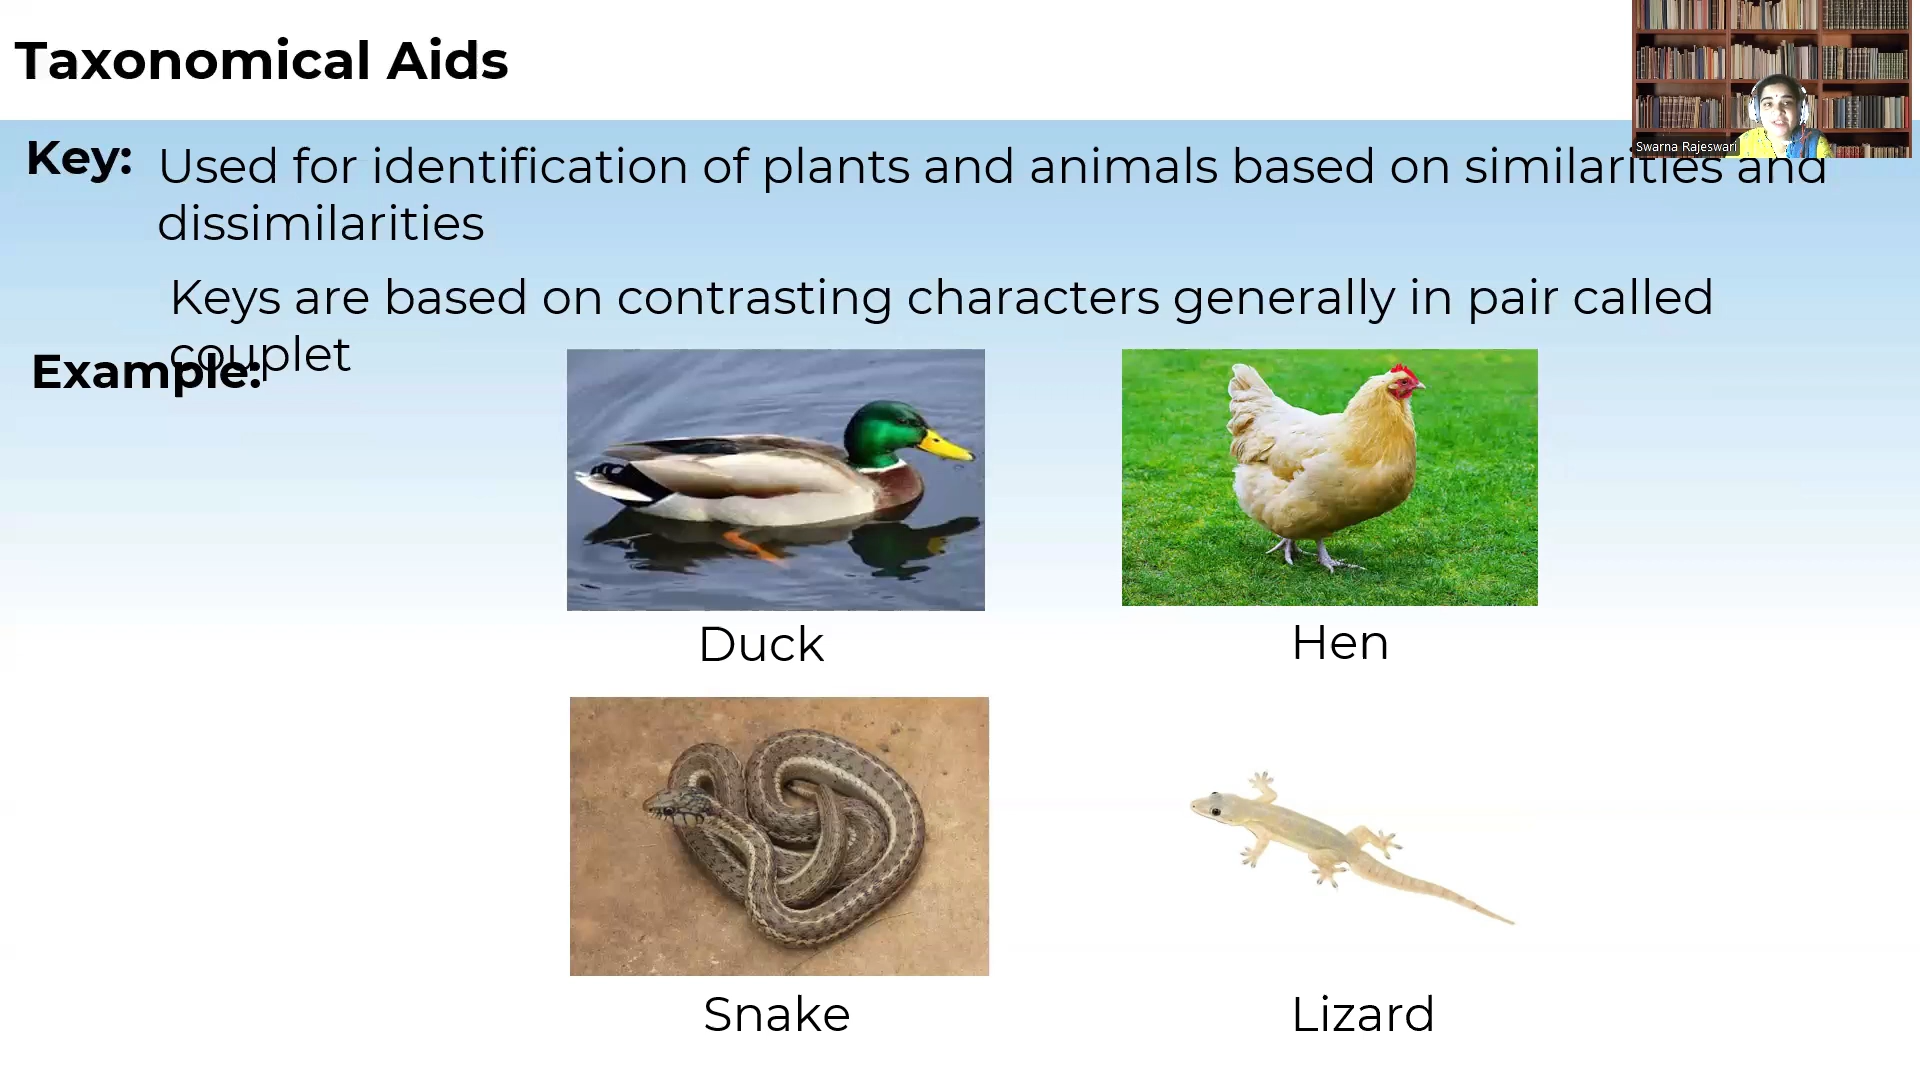 Taxonomical Aids
Swarna Rajeswari
Key: Used for identification of plants and animals based on similarities and
dissimilarities
Keys are based on contrasting characters generally in pair called
couplet
Example:
Duck
Hen
Snake
Lizard